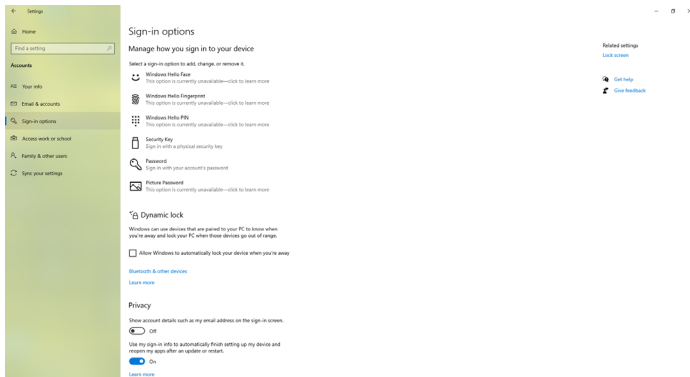 Settings
Home
Find a setting
Accounts
Your info
Email & accounts
Sign-in options
Access work or school
Family & other users
Sync your settings
Sign-in options
Manage how you sign in to your device
Select a sign-in option to add, change, or remove it.
Windows Hello Face
This option is currently unavailable—click to learn more
Windows Hello Fingerprint
This option is currently unavailable—click to learn more
Windows Hello PIN
This option is currently unavailable—click to learn more
Security Key
Sign in with a physical security key
Password
Sign in with your account's password
Picture Password
This option is currently unavailable—click to learn more
Dynamic lock
Windows can use devices that are paired to your PC to know when
you're away and lock your PC when those devices go out of range.
Allow Windows to automatically lock your device when you're away
Bluetooth & other devices
Learn more
Privacy
Show account details such as my email address on the sign-in screen.
Off
Use my sign-in info to automatically finish setting up my device and
reopen my apps after an update or restart.
On
Learn more
Related settings
Lock screen
Get help
Give feedback